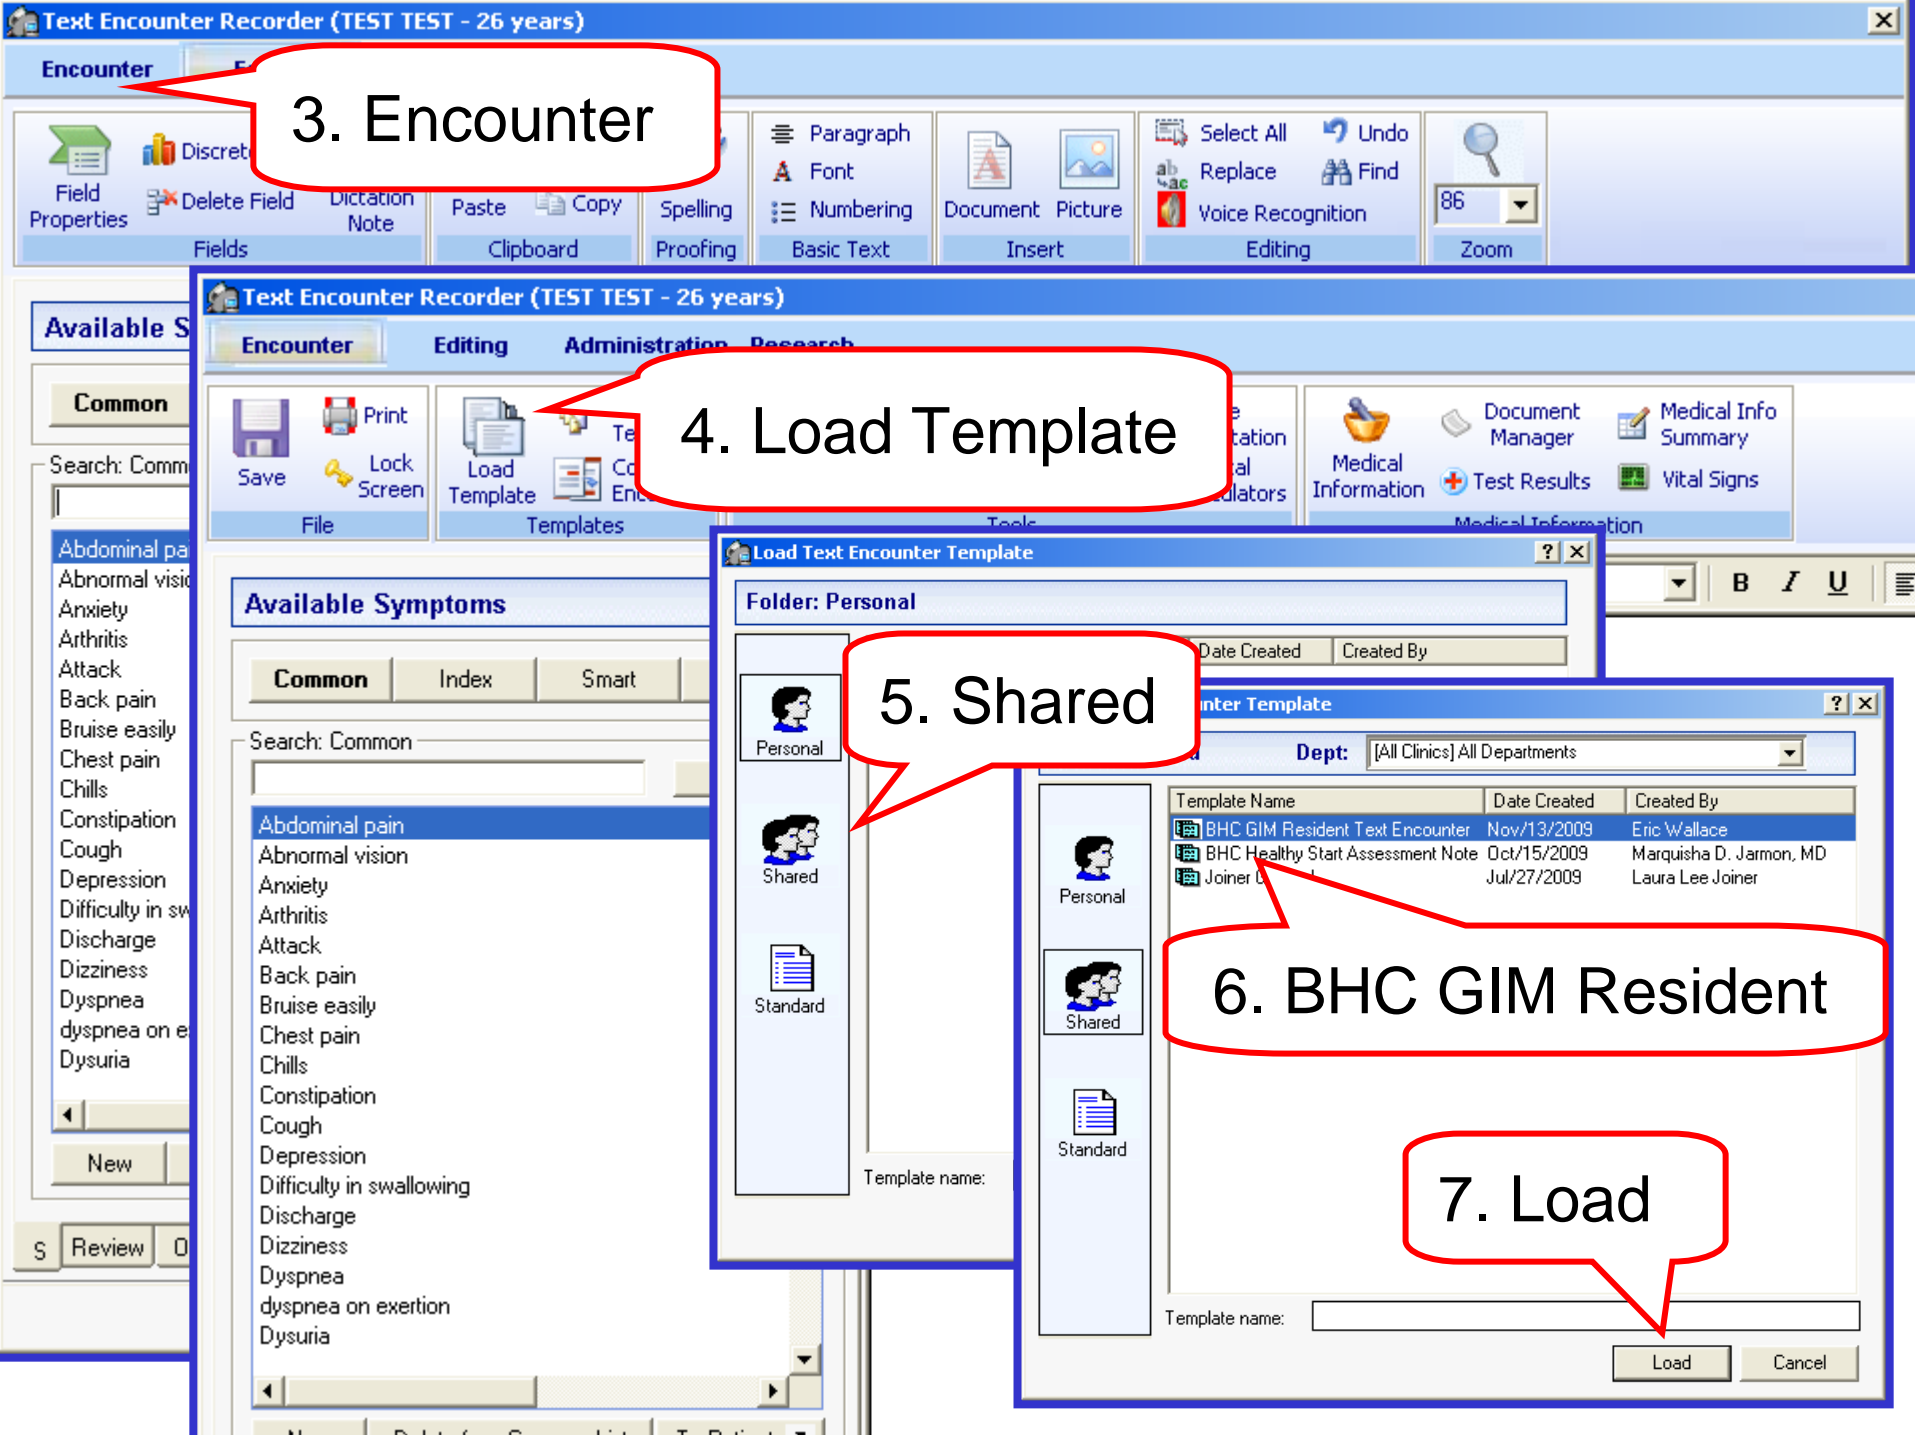 Text Encounter Recorder (TEST TEST - 26 years)
Encounter
3. Encounter
Field Properties
Delete Field
Dictation Note
Fields
Paste
Copy
Clipboard
Spelling
Proofing
Paragraph
Font
Numbering
Basic Text
Document
Picture
Insert
Select All
Undo
Replace
Find
Voice Recognition
Editing
86
Zoom
Available S
Common
Search: Comm
Abdominal pa
Abnormal visio
Anxiety
Arthritis
Attack
Back pain
Bruise easily
Chest pain
Chills
Constipation
Cough
Depression
Difficulty in sw
Discharge
Dizziness
Dyspnea
dyspnea on e
Dysuria
New
S
Review
O
Text Encounter Recorder (TEST TEST - 26 years)
Encounter
Editing
Administration
Research
4. Load Template
Save
Print
Lock Screen
File
Load Template
Templates
Tools
Medical Information
Document Manager
Test Results
Medical Info Summary
Vital Signs
Medical Information
B I U
Available Symptoms
Common
Index
Smart
Search: Common
Abdominal pain
Abnormal vision
Anxiety
Arthritis
Attack
Back pain
Bruise easily
Chest pain
Chills
Constipation
Cough
Depression
Difficulty in swallowing
Discharge
Dizziness
Dyspnea
dyspnea on exertion
Dysuria
Load Text Encounter Template
Folder: Personal
Date Created
Created By
5. Shared
Personal
Shared
Standard
Template name:
nter Template
Dept:
[All Clinics] All Departments
Personal
Shared
Standard
Template Name
Date Created
Created By
BHC GIM Resident Text Encounter Nov/13/2009 Eric Wallace
BHC Healthy Start Assessment Note Oct/15/2009 Marquisha D. Jarmon, MD
Joiner Jul/27/2009 Laura Lee Joiner
6. BHC GIM Resident
7. Load
Template name:
Load
Cancel